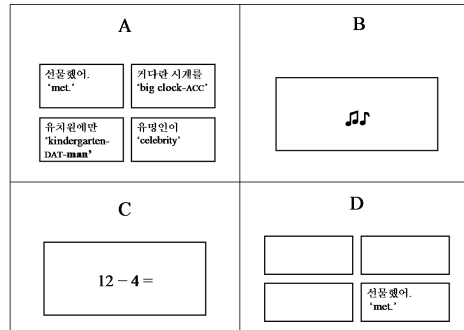 A
선물했어.
'met.'
커다란 시계를
'big clock-ACC'
유치원에만
'kindergarten-
DAT-man'
유명인이
'celebrity'
B
C
12 − 4 =
D
선물했어.
'met.'